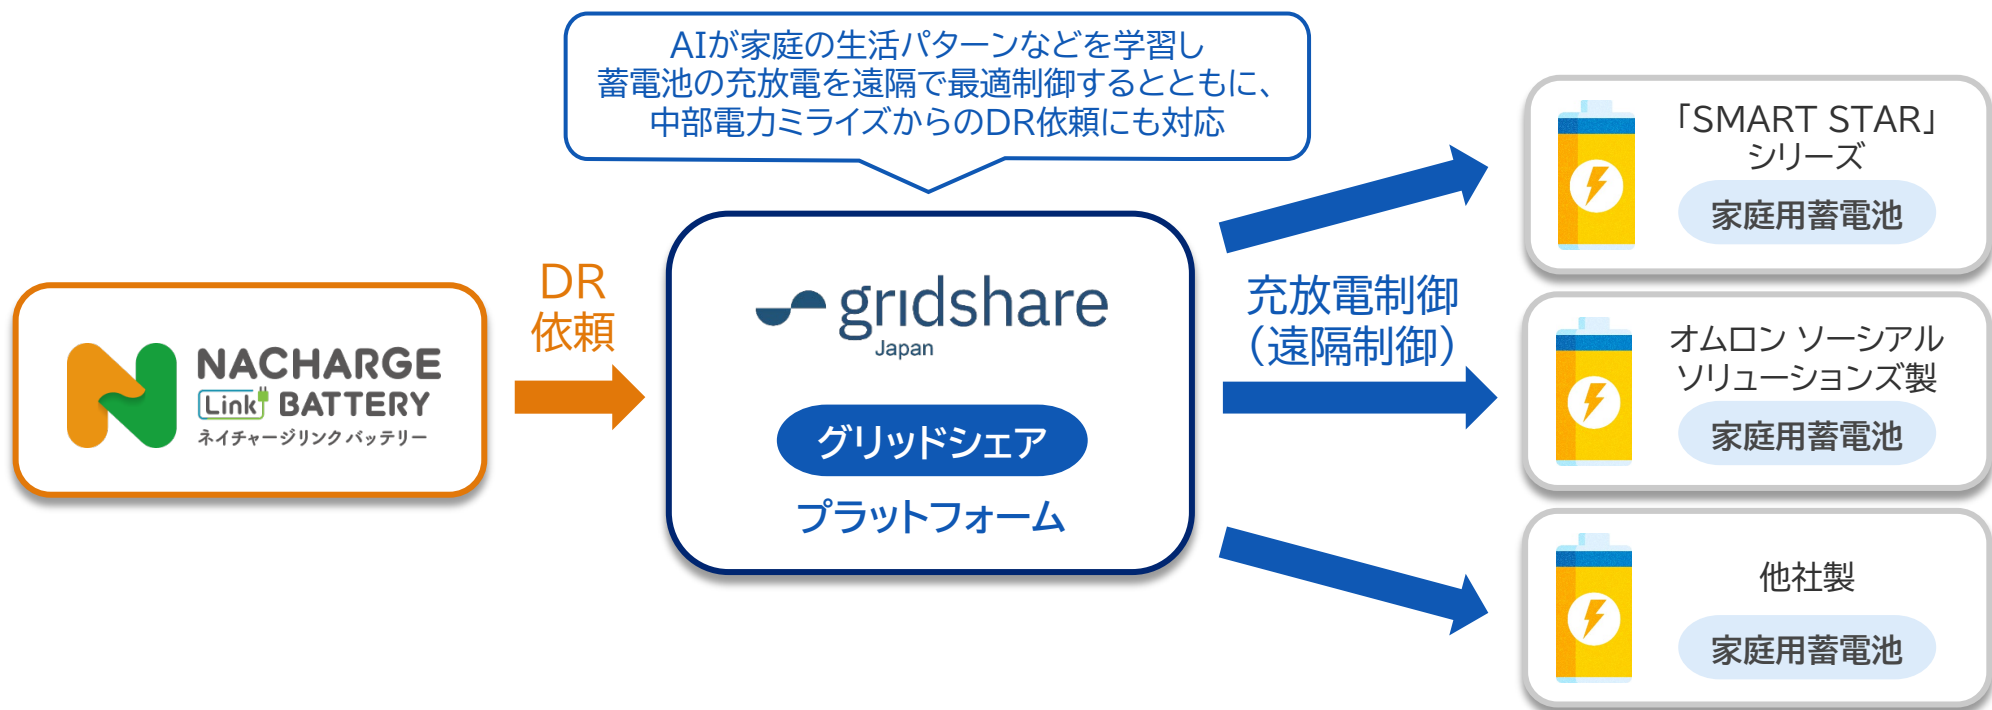 AIが家庭の生活パターンなどを学習し
蓄電池の充放電を遠隔で最適制御するとともに、
中部電力ミライズからのDR依頼にも対応
NACHARGE
Link BATTERY
ネイチャージリンク バッテリー
DR
依頼
gridshare
Japan
グリッドシェア
プラットフォーム
充放電制御
（遠隔制御）
「SMART STAR」
シリーズ
家庭用蓄電池
オムロン ソーシアル
ソリューションズ製
家庭用蓄電池
他社製
家庭用蓄電池